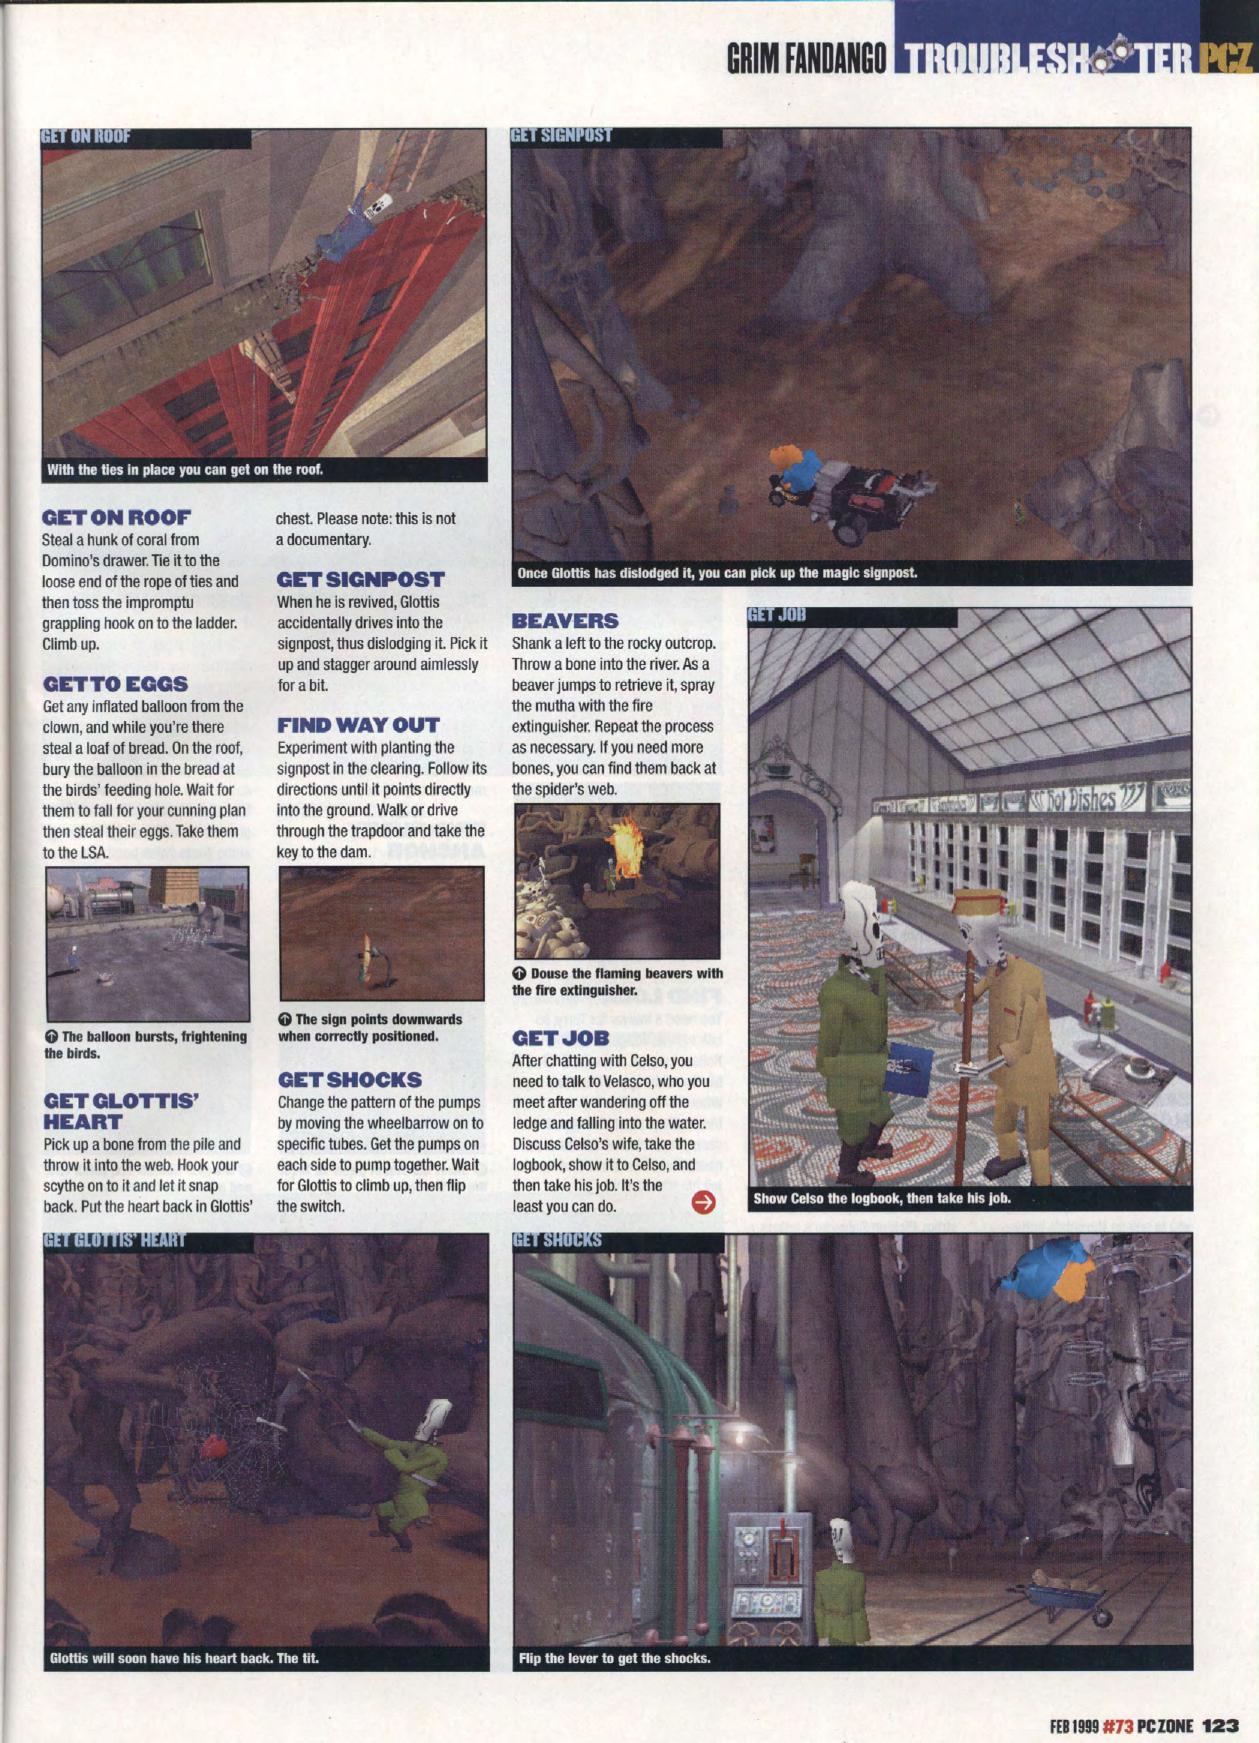 GRIM FANDANGO TROUBLESHOOTER PCZ
GET ON ROOF
With the ties in place you can get on the roof.
GET SIGNPOST
Once Glottis has dislodged it, you can pick up the magic signpost.
GET ON ROOF
Steal a hunk of coral from
Domino's drawer. Tie it to the
loose end of the rope of ties and
then toss the impromptu
grappling hook on to the ladder.
Climb up.
GET TO EGGS
Get any inflated balloon from the
clown, and while you're there
steal a loaf of bread. On the roof,
bury the balloon in the bread at
the birds' feeding hole. Wait for
them to fall for your cunning plan
then steal their eggs. Take them
to the LSA.
The balloon bursts, frightening
the birds.
GET GLOTTIS'
HEART
Pick up a bone from the pile and
throw it into the web. Hook your
scythe on to it and let it snap
back. Put the heart back in Glottis'
chest. Please note: this is not
a documentary.
GET SIGNPOST
When he is revived, Glottis
accidentally drives into the
signpost, thus dislodging it. Pick it
up and stagger around aimlessly
for a bit.
FIND WAY OUT
Experiment with planting the
signpost in the clearing. Follow its
directions until it points directly
into the ground. Walk or drive
through the trapdoor and take the
key to the dam.
The sign points downwards
when correctly positioned.
GET SHOCKS
Change the pattern of the pumps
by moving the wheelbarrow on to
specific tubes. Get the pumps on
each side to pump together. Wait
for Glottis to climb up, then flip
the switch.
BEAVERS
Shank a left to the rocky outcrop.
Throw a bone into the river. As a
beaver jumps to retrieve it, spray
the mutha with the fire
extinguisher. Repeat the process
as necessary. If you need more
bones, you can find them back at
the spider's web.
Douse the flaming beavers with
the fire extinguisher.
GET JOB
After chatting with Celso, you
need to talk to Velasco, who you
meet after wandering off the
ledge and falling into the water.
Discuss Celso's wife, take the
logbook, show it to Celso, and
then take his job. It's the
least you can do.
GET JOB
Hot Dishes
Show Celso the logbook, then take his job.
GET GLOTTIS' HEART
Glottis will soon have his heart back. The tit.
GET SHOCKS
Flip the lever to get the shocks.
FEB 1999 #73 PC ZONE 123